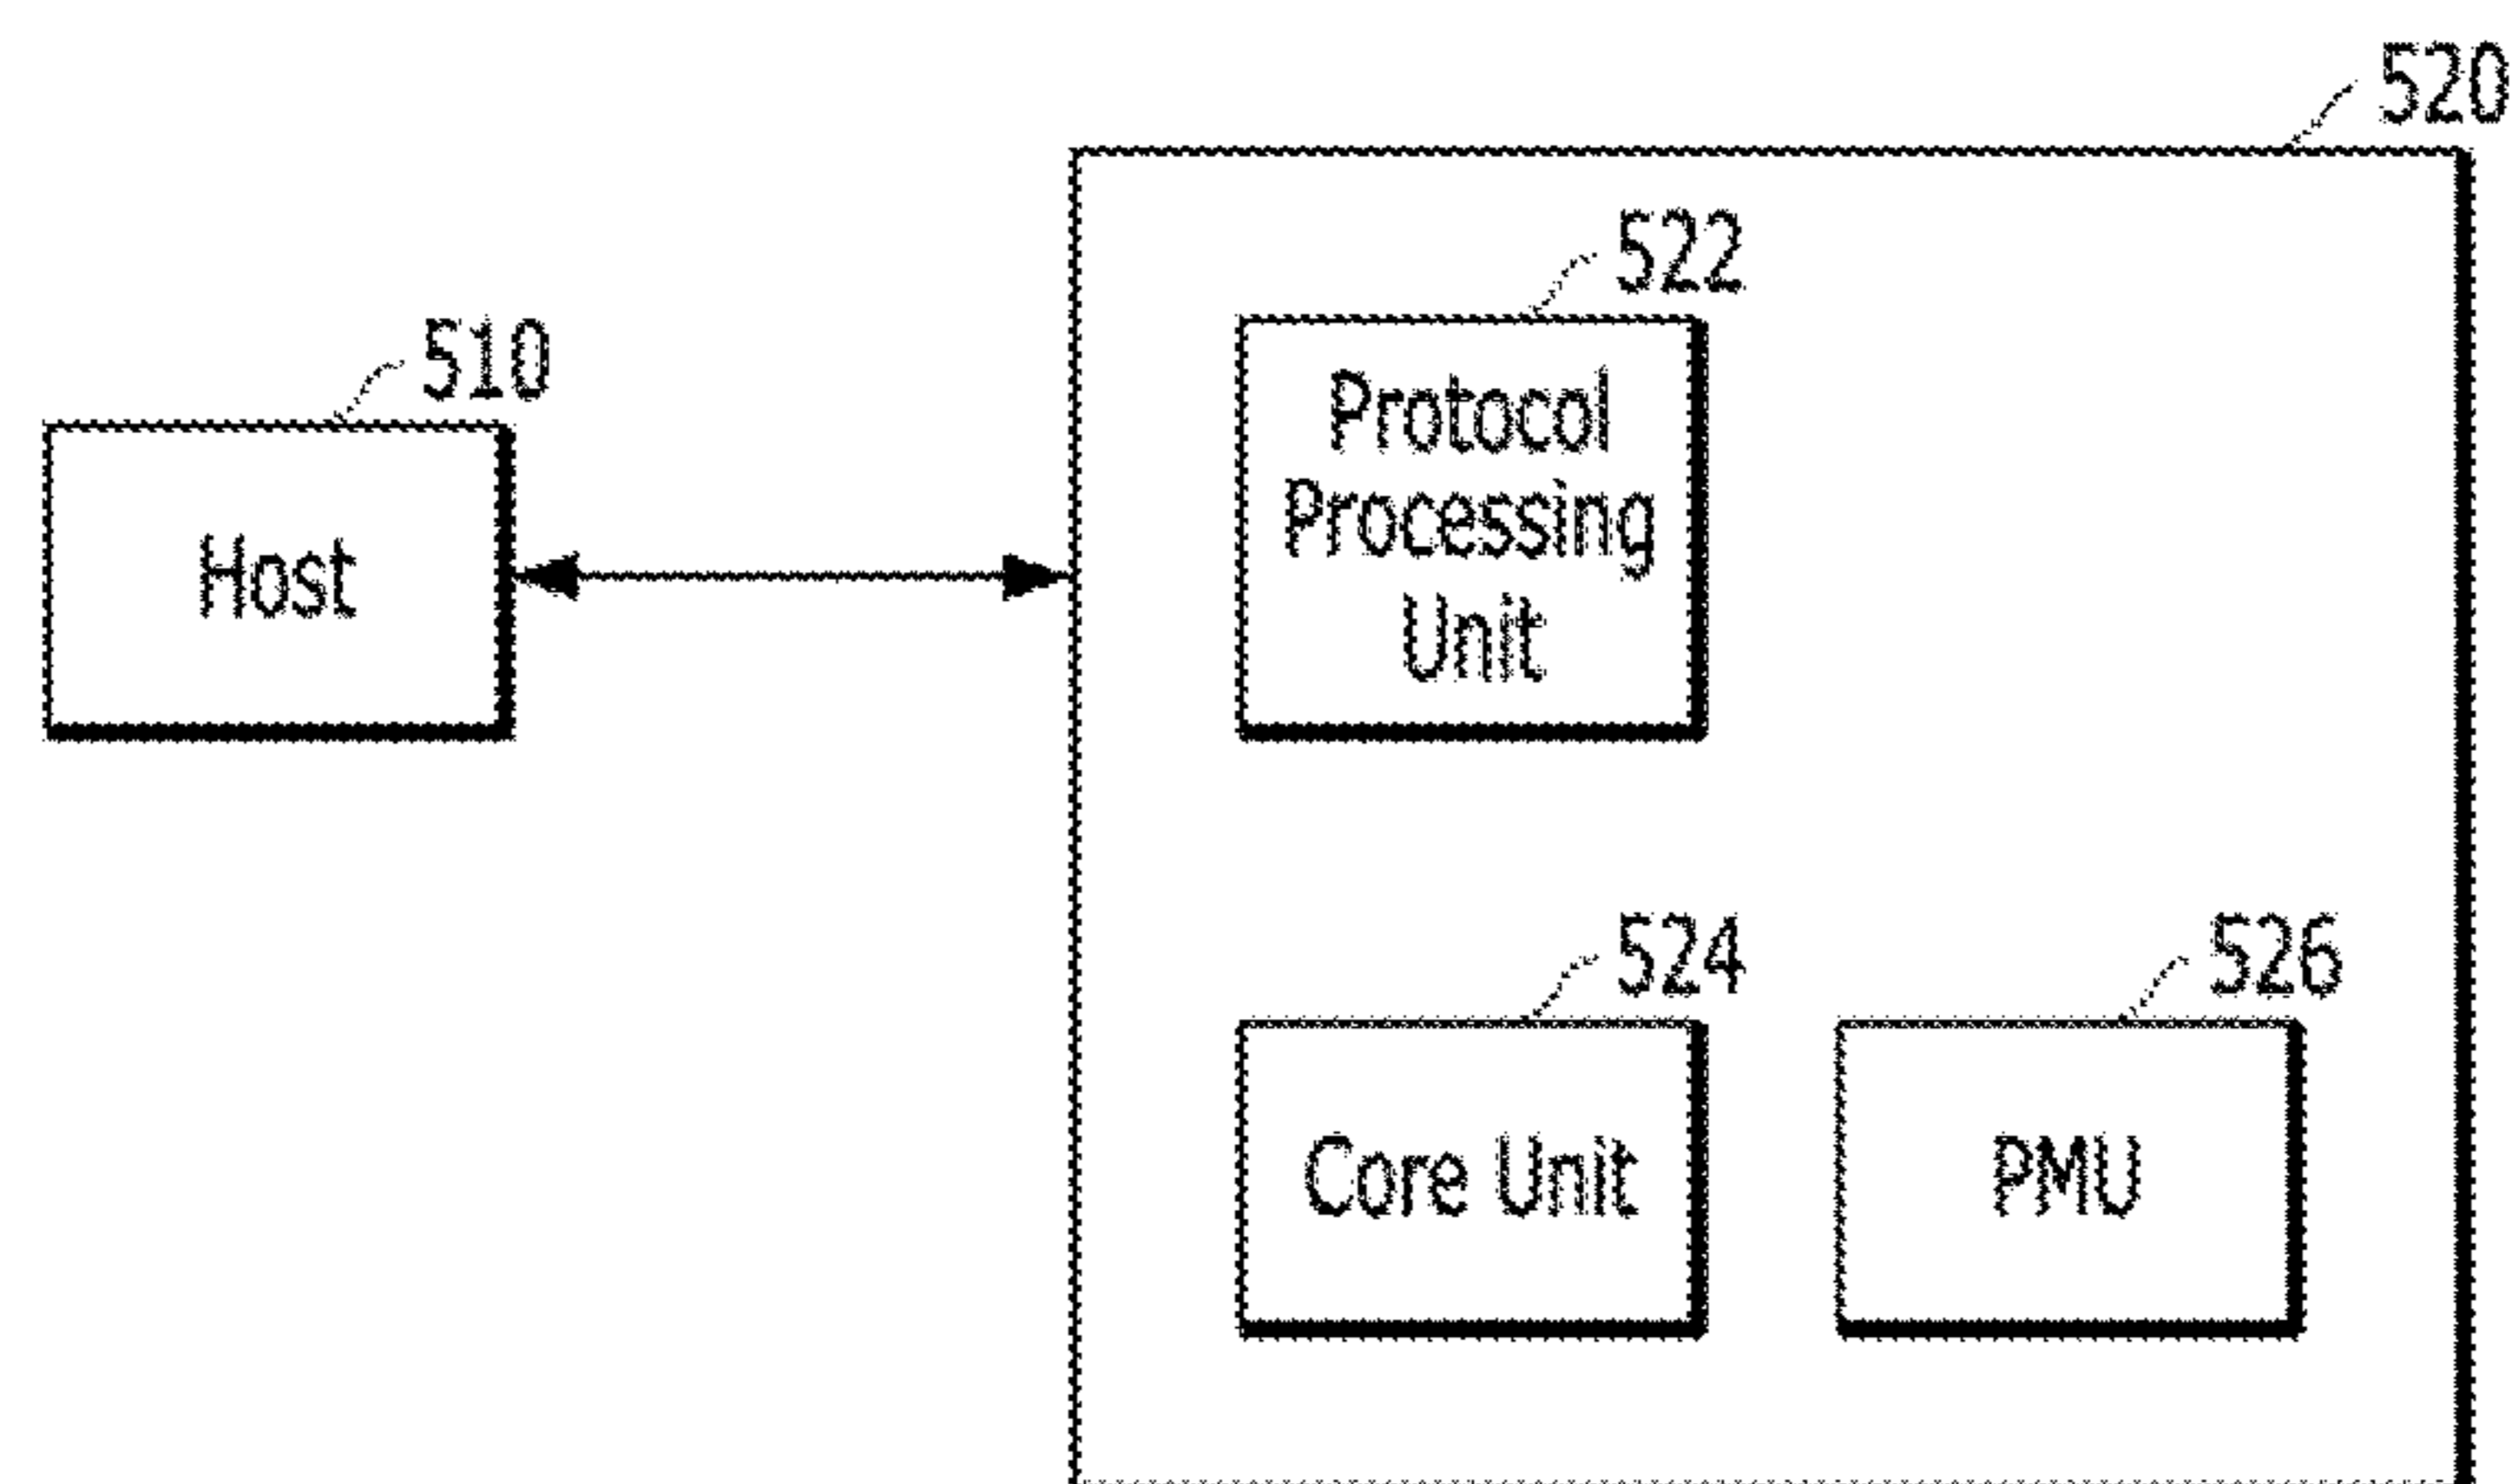 520
522
510
Protocol
Processing
Unit
Host
524
526
Core Unit
PMU